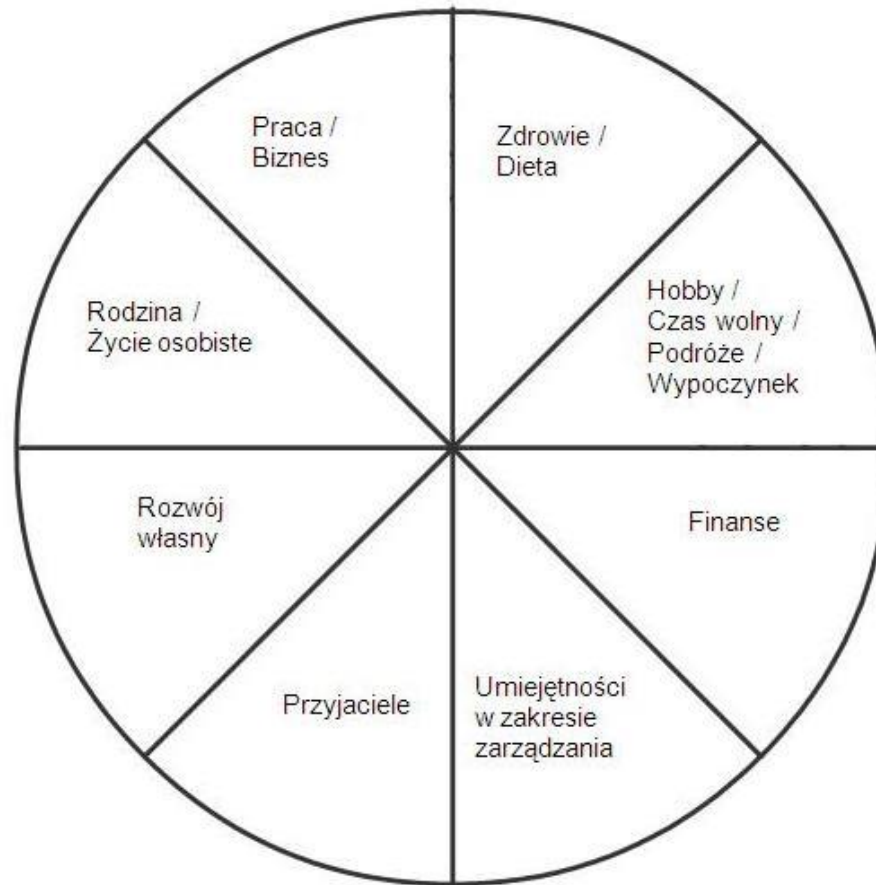 Praca /
Biznes
Zdrowie /
Dieta
Rodzina /
Życie osobiste
Hobby /
Czas wolny /
Podróże /
Wypoczynek
Rozwój
własny
Finanse
Przyjaciele
Umiejętności
w zakresie
zarządzania